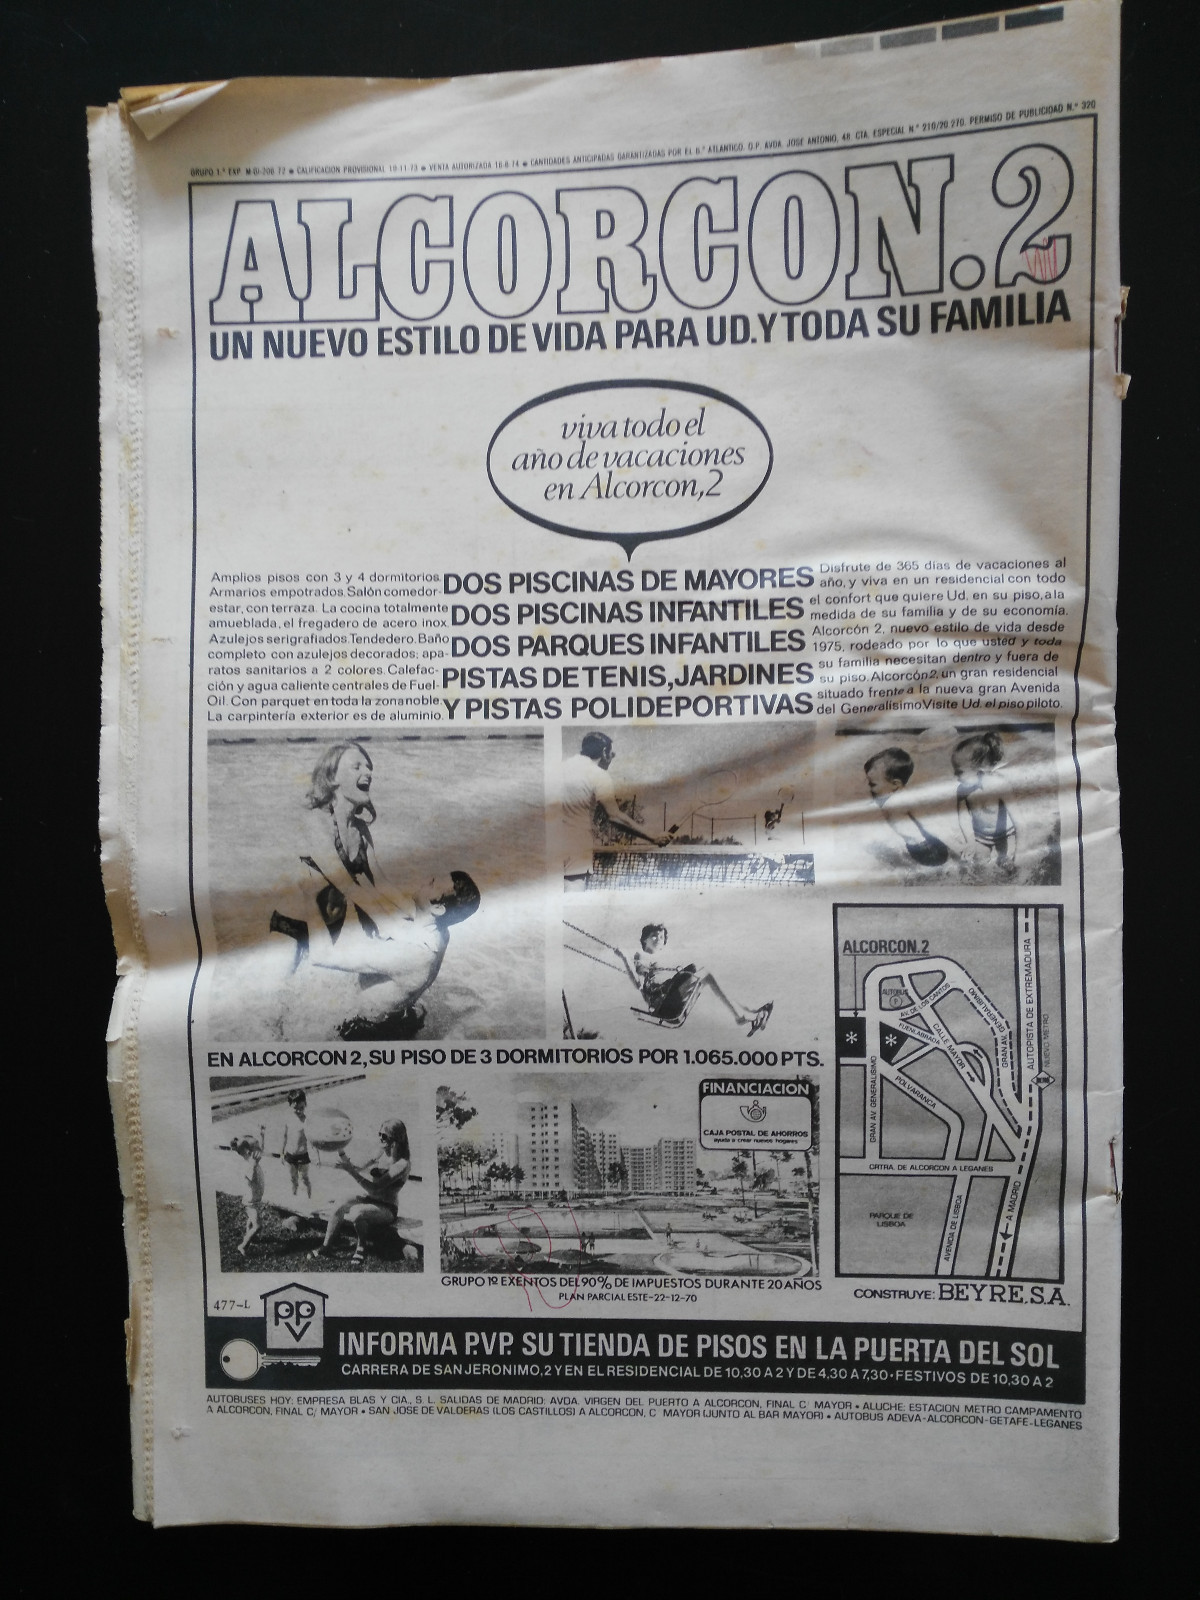 GRUPO 1.º EXP. M-GI-206/72 • CALIFICACION PROVISIONAL 19-11-73 • VENTA AUTORIZADA 16-8-74 • CANTIDADES ANTICIPADAS GARANTIZADAS POR EL B.º ATLANTICO. O.P. AVDA. JOSE ANTONIO, 48. CTA. ESPECIAL N.º 210/20.270. PERMISO DE PUBLICIDAD N.º 320
ALCORCON.2
UN NUEVO ESTILO DE VIDA PARA UD. Y TODA SU FAMILIA
viva todo el
año de vacaciones
en Alcorcon,2
Amplios pisos con 3 y 4 dormitorios.
Armarios empotrados. Salón comedor-
estar, con terraza. La cocina totalmente
amueblada, el fregadero de acero inox.
Azulejos serigrafiados. Tendedero. Baño
completo con azulejos decorados; apa-
ratos sanitarios a 2 colores. Calefac-
ción y agua caliente centrales de Fuel-
Oil. Con parquet en toda la zona noble.
La carpintería exterior es de aluminio.
DOS PISCINAS DE MAYORES
DOS PISCINAS INFANTILES
DOS PARQUES INFANTILES
PISTAS DE TENIS, JARDINES
Y PISTAS POLIDEPORTIVAS
Disfrute de 365 días de vacaciones al
año, y viva en un residencial con todo
el confort que quiere Ud. en su piso, a la
medida de su familia y de su economía.
Alcorcón 2, nuevo estilo de vida desde
1975, rodeado por lo que usted y toda
su familia necesitan dentro y fuera de
su piso. Alcorcón 2, un gran residencial
situado frente a la nueva gran Avenida
del Generalísimo Visite Ud. el piso piloto.
ALCORCON.2
AUTOBUS
P
AV. DE LOS CANTOS
FUENLABRADA
CALLE MAYOR
GRAN AV. GENERALISIMO
AUTOPISTA DE EXTREMADURA
NUEVO METRO
GRAN AV. GENERALISIMO
POLVARANCA
CRTRA. DE ALCORCON A LEGANES
PARQUE DE
LISBOA
AVENIDA DE LISBOA
A MADRID
EN ALCORCON 2, SU PISO DE 3 DORMITORIOS POR 1.065.000 PTS.
FINANCIACION
CAJA POSTAL DE AHORROS
ayuda a crear nuevos hogares
GRUPO 1º EXENTOS DEL 90% DE IMPUESTOS DURANTE 20 AÑOS
PLAN PARCIAL ESTE-22-12-70
CONSTRUYE: BEYRE, S.A.
477-L
ppV
INFORMA P.V.P. SU TIENDA DE PISOS EN LA PUERTA DEL SOL
CARRERA DE SAN JERONIMO, 2 Y EN EL RESIDENCIAL DE 10,30 A 2 Y DE 4,30 A 7,30 • FESTIVOS DE 10,30 A 2
AUTOBUSES HOY: EMPRESA BLAS Y CIA., S. L. SALIDAS DE MADRID: AVDA. VIRGEN DEL PUERTO A ALCORCON, FINAL C/ MAYOR • ALUCHE: ESTACION METRO CAMPAMENTO
A ALCORCON, FINAL C/ MAYOR • SAN JOSE DE VALDERAS (LOS CASTILLOS) A ALCORCON, C/ MAYOR (JUNTO AL BAR MAYOR) • AUTOBUS ADEVA-ALCORCON-GETAFE-LEGANES